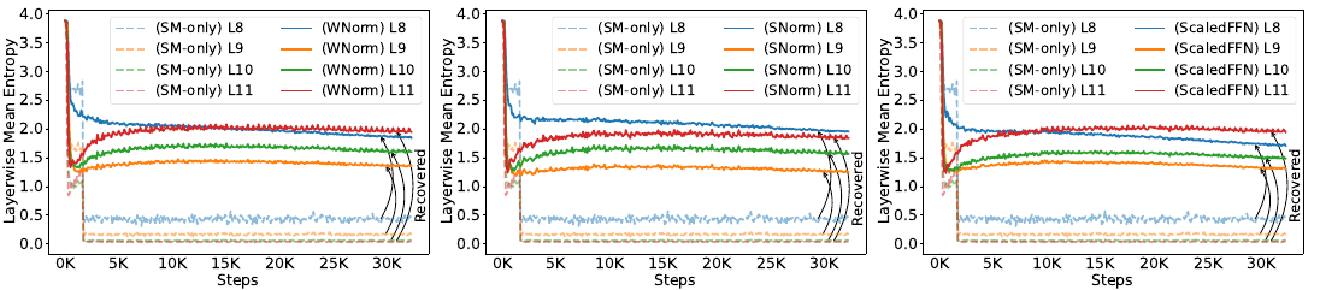 Layerwise Mean Entropy
4.0
3.5
3.0
2.5
2.0
1.5
1.0
0.5
0.0
(SM-only) L8
(SM-only) L9
(SM-only) L10
(SM-only) L11
(WNorm) L8
(WNorm) L9
(WNorm) L10
(WNorm) L11
Recovered
0K 5K 10K 15K 20K 25K 30K
Steps
Layerwise Mean Entropy
4.0
3.5
3.0
2.5
2.0
1.5
1.0
0.5
0.0
(SM-only) L8
(SM-only) L9
(SM-only) L10
(SM-only) L11
(SNorm) L8
(SNorm) L9
(SNorm) L10
(SNorm) L11
Recovered
0K 5K 10K 15K 20K 25K 30K
Steps
Layerwise Mean Entropy
4.0
3.5
3.0
2.5
2.0
1.5
1.0
0.5
0.0
(SM-only) L8
(SM-only) L9
(SM-only) L10
(SM-only) L11
(ScaledFFN) L8
(ScaledFFN) L9
(ScaledFFN) L10
(ScaledFFN) L11
Recovered
0K 5K 10K 15K 20K 25K 30K
Steps